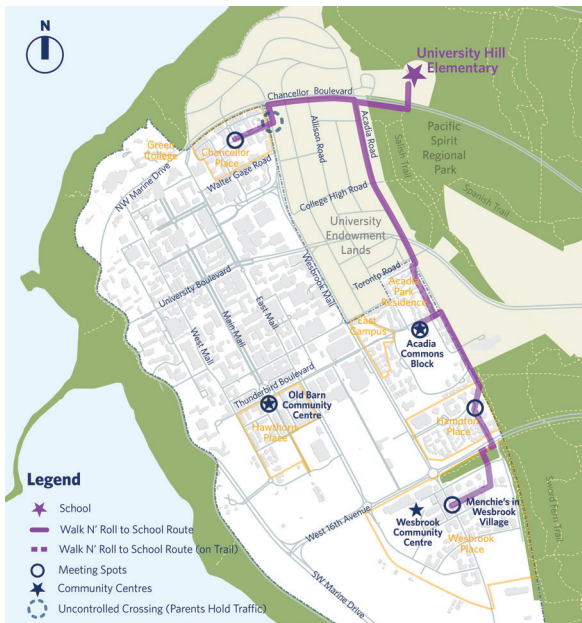 N
University Hill
Elementary
Chancellor Boulevard
Green
College
Chancellor
Place
NW Marine Drive
Walter Gage Road
Allison Road
Acadia Road
Salish Trail
Pacific
Spirit
Regional
Park
Spanish Trail
College High Road
University
Endowment
Lands
Wesbrook Mall
University Boulevard
Toronto Road
Acadia
Park
Residence
East Mall
Main Mall
West Mall
East
Campus
Acadia
Commons
Block
Thunderbird Boulevard
Old Barn
Community
Centre
Hawthorn
Place
Hampton
Place
Legend
School
Walk N' Roll to School Route
Walk N' Roll to School Route (on Trail)
Meeting Spots
Community Centres
Uncontrolled Crossing (Parents Hold Traffic)
West 16th Avenue
Menchie's in
Wesbrook
Village
Wesbrook
Community
Centre
Wesbrook
Place
Sword Fern Trail
SW Marine Drive